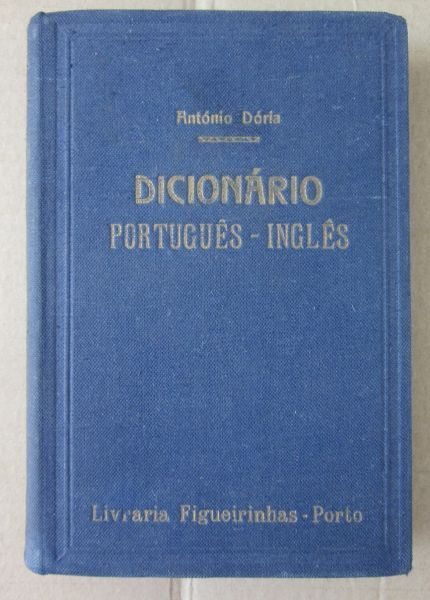 António Dória
DICIONÁRIO
PORTUGUÊS - INGLÊS
Livraria Figueirinhas - Porto